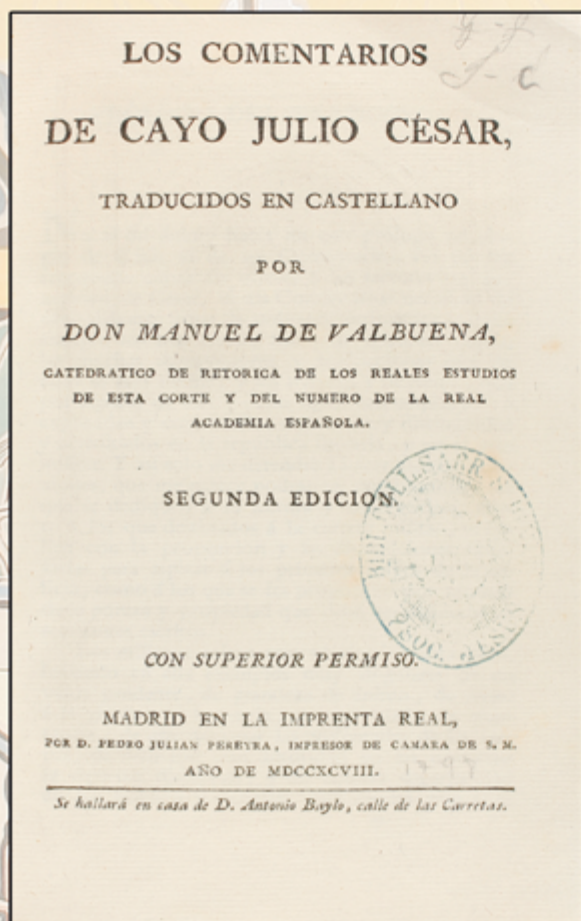 LOS COMENTARIOS
DE CAYO JULIO CÉSAR,
TRADUCIDOS EN CASTELLANO
POR
DON MANUEL DE VALBUENA,
CATEDRATICO DE RETORICA DE LOS REALES ESTUDIOS
DE ESTA CORTE Y DEL NUMERO DE LA REAL
ACADEMIA ESPAÑOLA.
SEGUNDA EDICION.
SOC. JESUS
CON SUPERIOR PERMISO.
MADRID EN LA IMPRENTA REAL,
POR D. PEDRO JULIAN PEREYRA, IMPRESOR DE CAMARA DE S. M.
AÑO DE MDCCXCVIII.
Se hallará en casa de D. Antonio Baylo, calle de las Carretas.